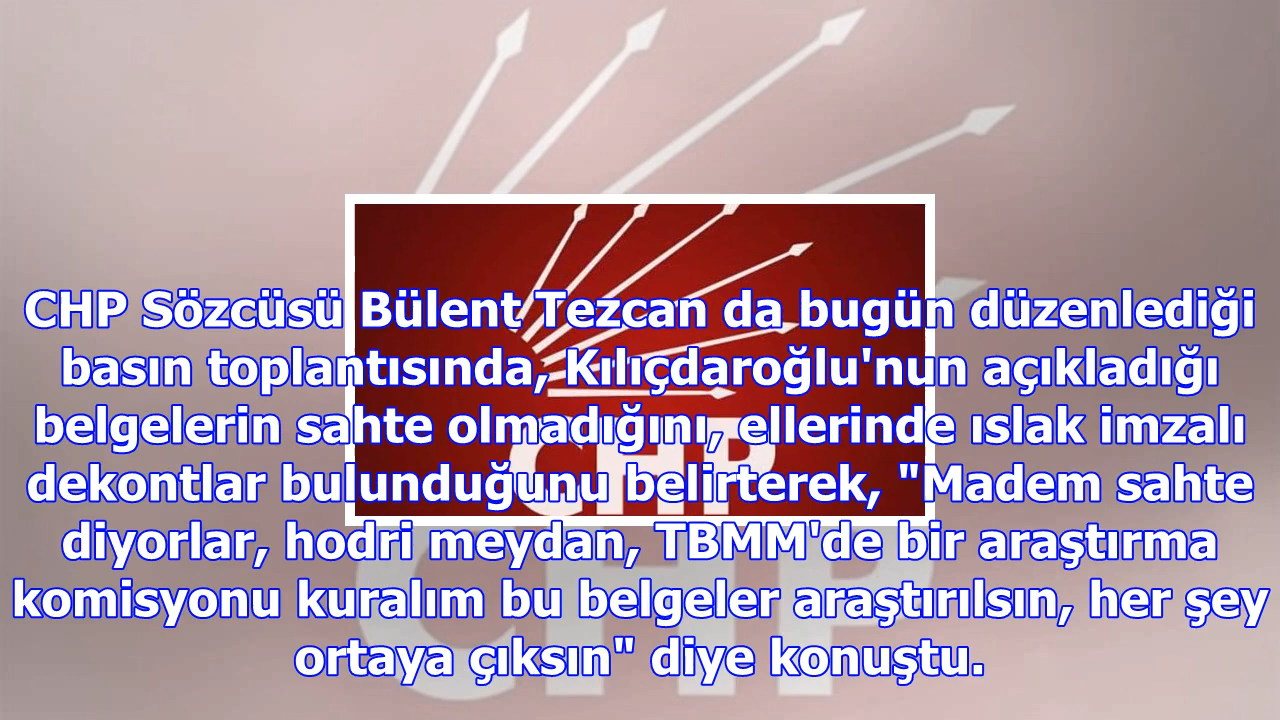 CHP Sözcüsü Bülent Tezcan da bugün düzenlediği
basın toplantısında, Kılıçdaroğlu'nun açıkladığı
belgelerin sahte olmadığını, ellerinde ıslak imzalı
dekontlar bulunduğunu belirterek, "Madem sahte
diyorlar, hodri meydan, TBMM'de bir araştırma
komisyonu kuralım bu belgeler araştırılsın, her şey
ortaya çıksın" diye konuştu.
CHP
CHP